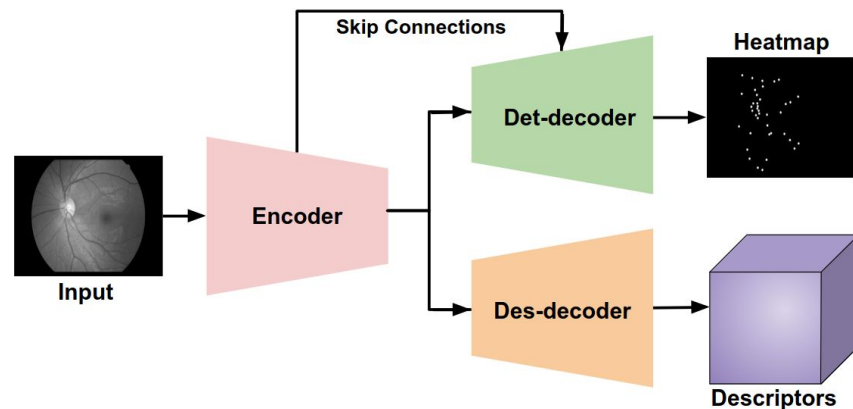 Skip Connections
Heatmap
Det-decoder
Encoder
Input
Des-decoder
Descriptors